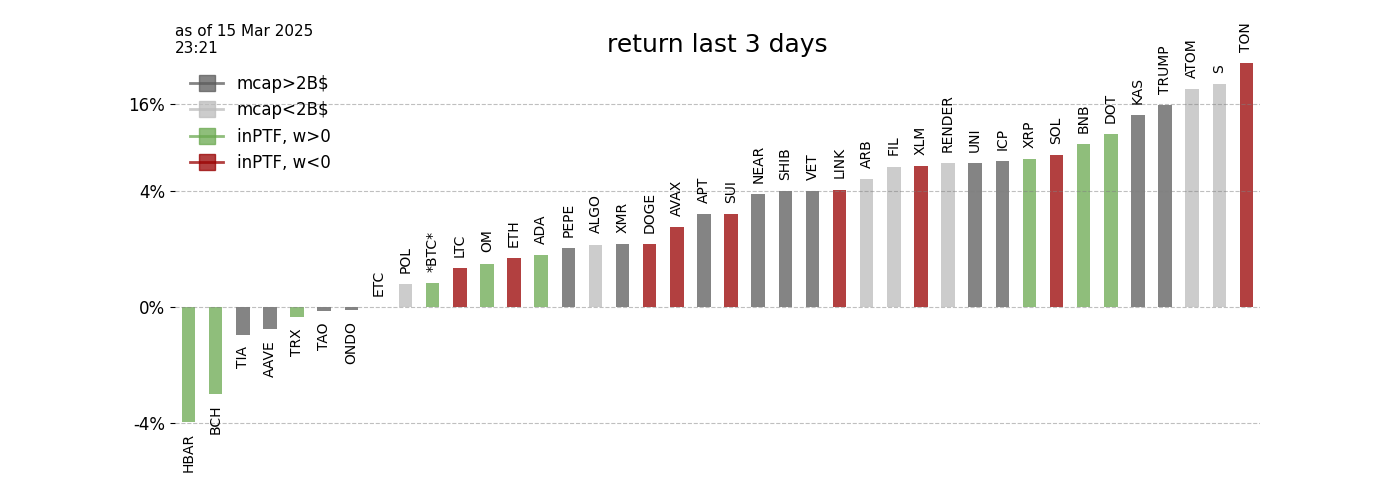 as of 15 Mar 2025
23:21
return last 3 days
mcap>2B$
mcap<2B$
inPTF, w>0
inPTF, w<0
16%
4%
0%
-4%
HBAR
BCH
TIA
AAVE
TRX
TAO
ONDO
ETC
POL
*BTC*
LTC
OM
ETH
ADA
PEPE
ALGO
XMR
DOGE
AVAX
APT
SUI
NEAR
SHIB
VET
LINK
ARB
FIL
XLM
RENDER
UNI
ICP
XRP
SOL
BNB
DOT
KAS
TRUMP
ATOM
S
TON